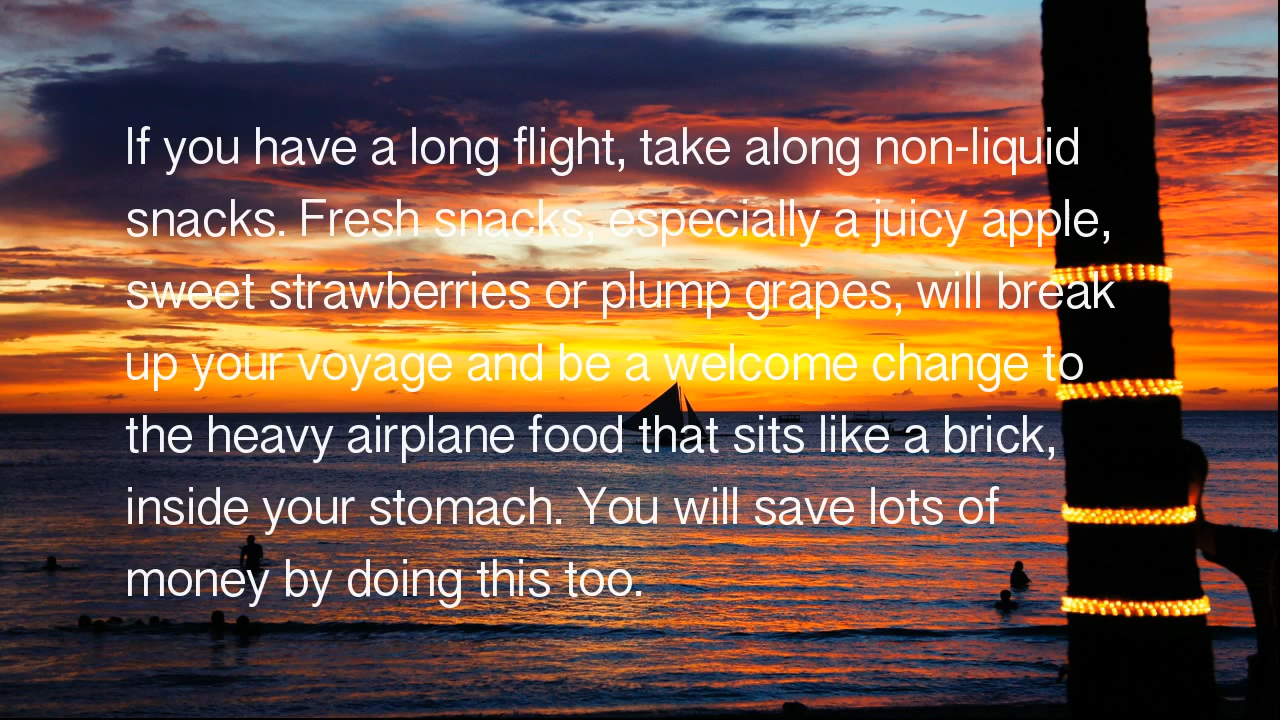 If you have a long flight, take along non-liquid
snacks. Fresh snacks, especially a juicy apple,
sweet strawberries or plump grapes, will break
up your voyage and be a welcome change to
the heavy airplane food that sits like a brick,
inside your stomach. You will save lots of
money by doing this too.